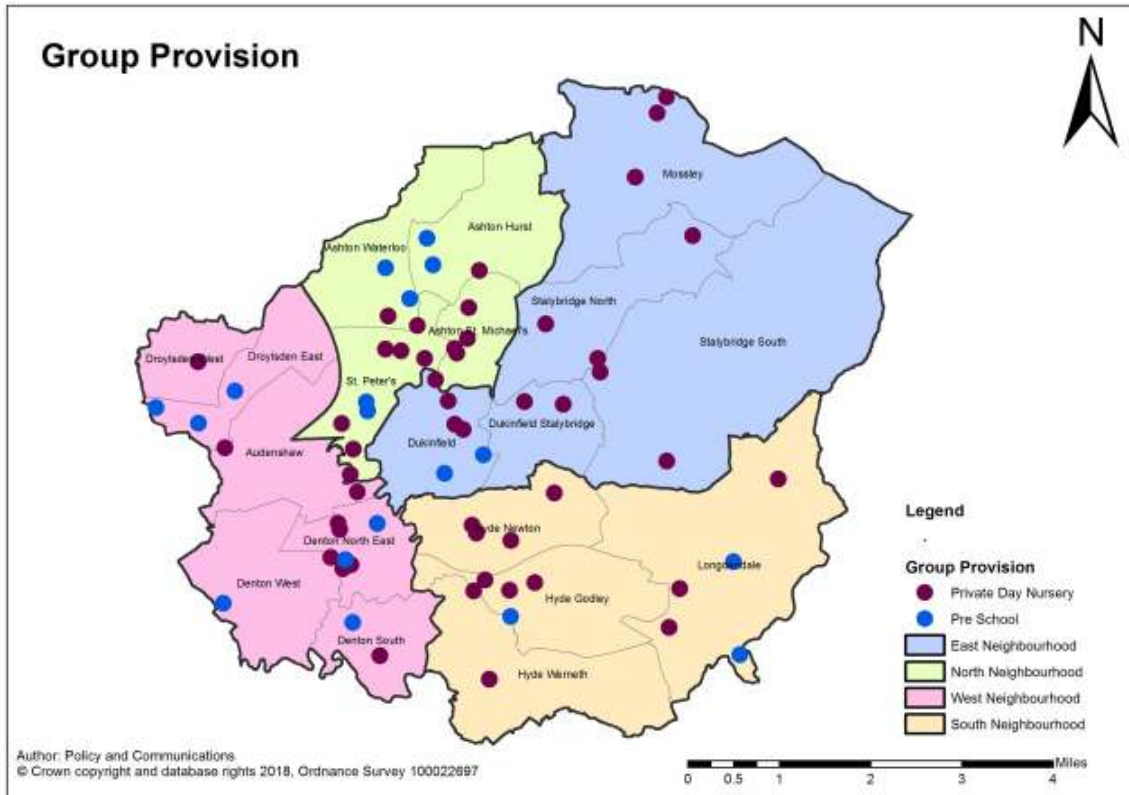 Group Provision
N
Mossley
Ashton Hurst
Ashton Waterloo
Stalybridge North
Ashton St. Michael's
Stalybridge South
Droylsden East
Droylsden West
St. Peter's
Dukinfield Stalybridge
Dukinfield
Audenshaw
Hyde Newton
Denton North East
Longdendale
Denton West
Hyde Godley
Denton South
Hyde Werneth
Legend
Group Provision
Private Day Nursery
Pre School
East Neighbourhood
North Neighbourhood
West Neighbourhood
South Neighbourhood
Author: Policy and Communications
© Crown copyright and database rights 2018, Ordnance Survey 100022697
Miles
0 0.5 1 2 3 4